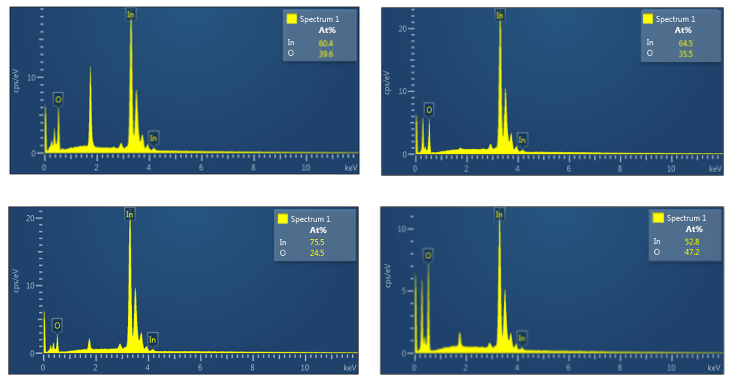 In
Spectrum 1
At%
In 60.4
O 39.6
10
O
In
0
cps/eV
0 2 4 6 8 10 keV
In
Spectrum 1
At%
In 64.5
O 35.5
20
10
O
In
0
cps/eV
0 2 4 6 8 10 keV
In
Spectrum 1
At%
In 75.5
O 24.5
20
10
O
In
0
cps/eV
0 2 4 6 8 10 keV
In
Spectrum 1
At%
In 52.8
O 47.2
10
O
5
In
0
cps/eV
0 2 4 6 8 10 keV